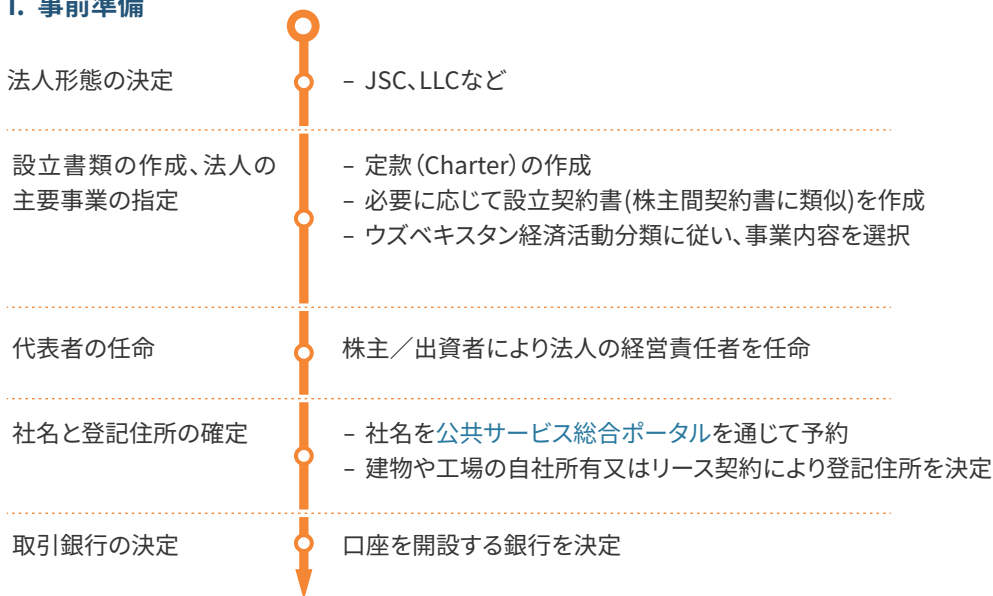 I. 事前準備
法人形態の決定
– JSC、LLCなど
設立書類の作成、法人の
主要事業の指定
– 定款（Charter）の作成
– 必要に応じて設立契約書(株主間契約書に類似)を作成
– ウズベキスタン経済活動分類に従い、事業内容を選択
代表者の任命
株主／出資者により法人の経営責任者を任命
社名と登記住所の確定
– 社名を公共サービス総合ポータルを通じて予約
– 建物や工場の自社所有又はリース契約により登記住所を決定
取引銀行の決定
口座を開設する銀行を決定